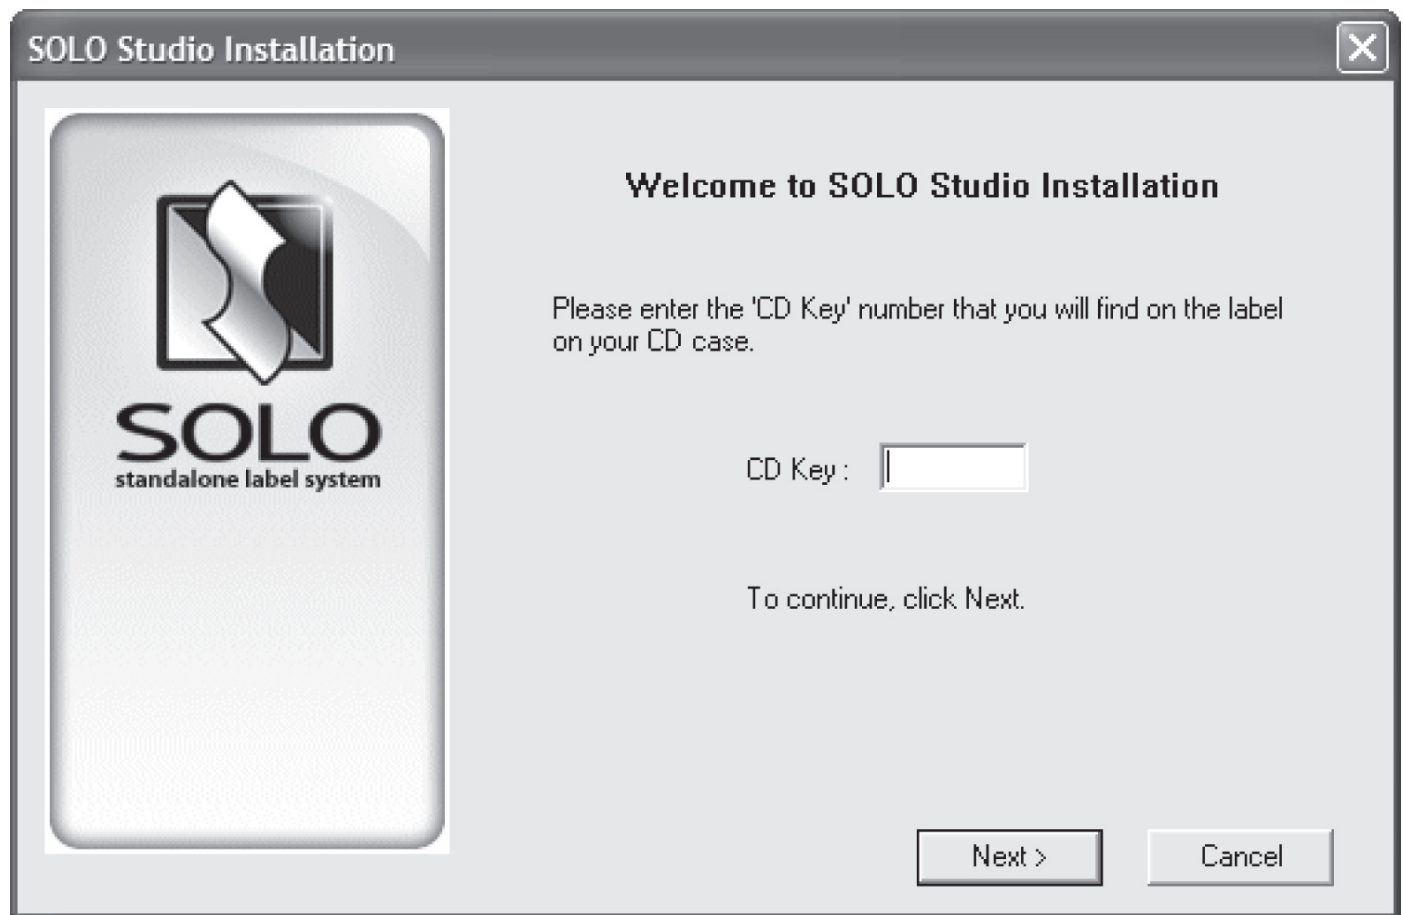 SOLO Studio Installation
SOLO
standalone label system
Welcome to SOLO Studio Installation
Please enter the 'CD Key' number that you will find on the label
on your CD case.
CD Key :
To continue, click Next.
Next >
Cancel